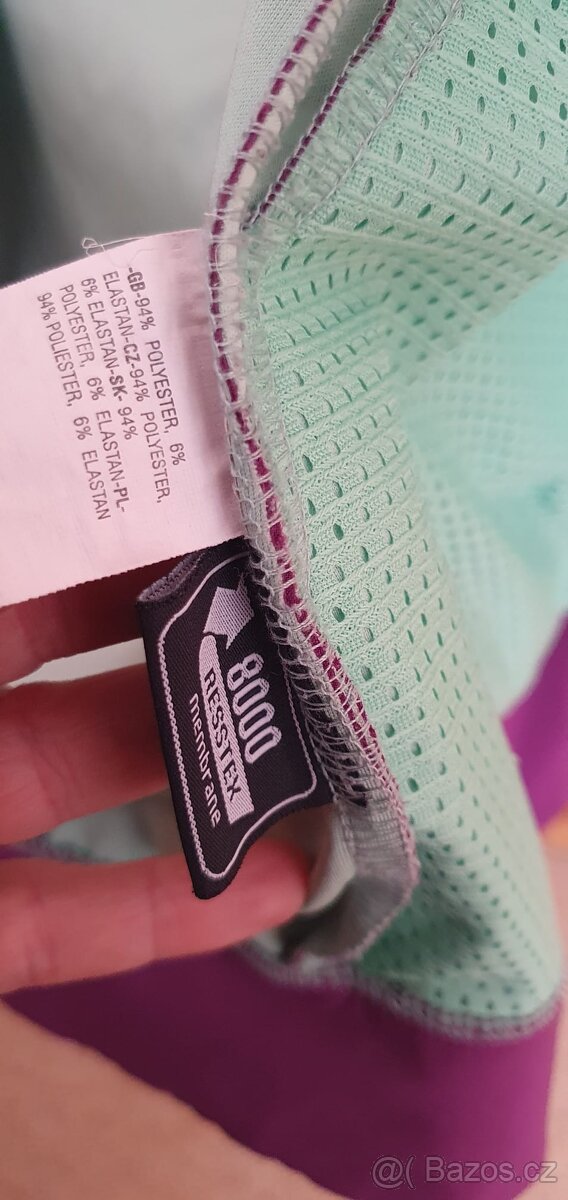 -GB-94% POLYESTER, 6%
ELASTAN-CZ-94% POLYESTER,
6% ELASTAN-SK- 94%
POLYESTER, 6% ELASTAN-PL-
94% POLIESTER, 6% ELASTAN
8000
RESSTEX
membrane
@( Bazos.cz